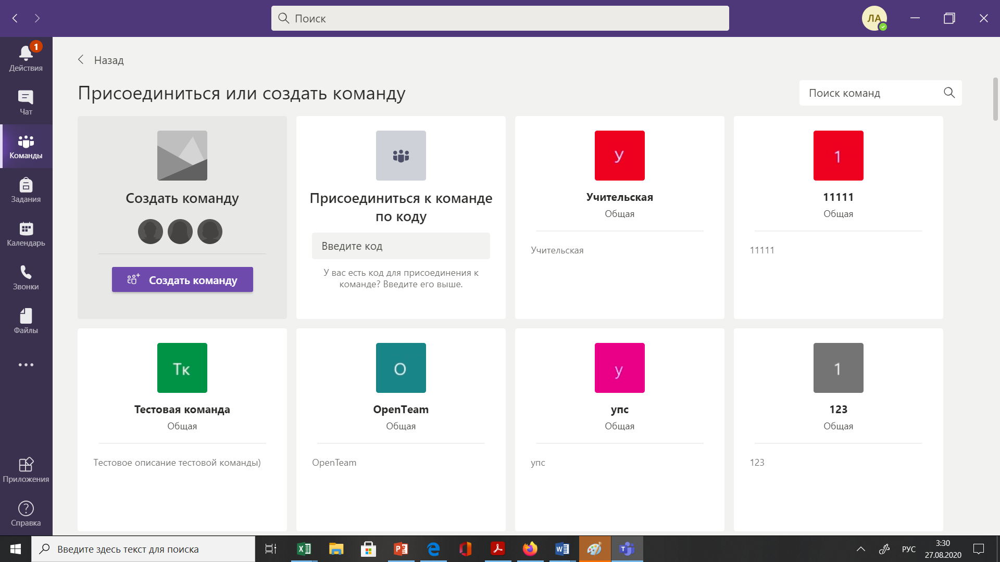 Поиск
ЛА
1
Действия
Чат
Команды
Задания
Календарь
Звонки
Файлы
Приложения
Справка
Назад
Присоединиться или создать команду
Поиск команд
Создать команду
Создать команду
Присоединиться к команде
по коду
Введите код
У вас есть код для присоединения к
команде? Введите его выше.
У
Учительская
Общая
Учительская
1
11111
Общая
11111
Тк
Тестовая команда
Общая
Тестовое описание тестовой команды)
O
OpenTeam
Общая
OpenTeam
у
упс
Общая
упс
1
123
Общая
123
Введите здесь текст для поиска
РУС
3:30
27.08.2020